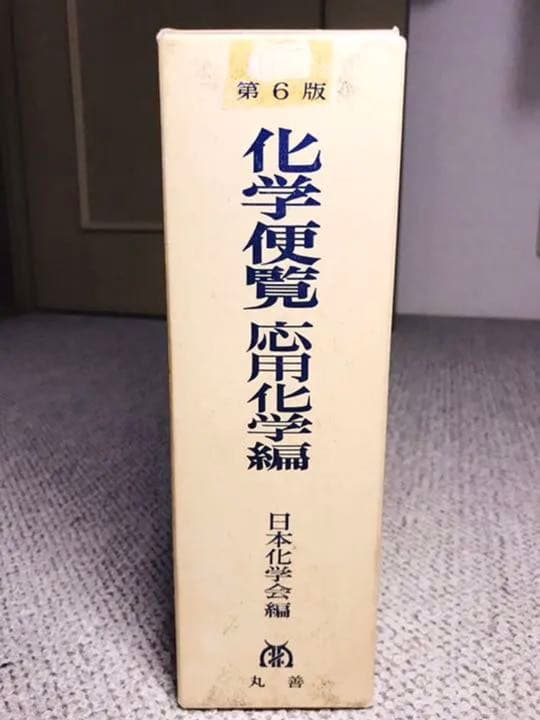 第6版
化学便覧
応用化学編
日本化学会編
丸善